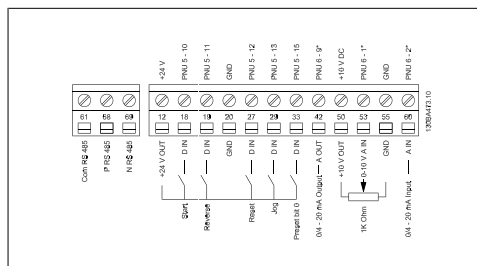 +24 V
PNU 5 - 10
PNU 5 - 11
GND
PNU 5 - 12
PNU 5 - 13
PNU 5 - 15
PNU 6 - 9*
+10 V DC
PNU 6 - 1*
GND
PNU 6 - 2*
61
58
69
12
18
19
20
27
29
33
42
50
53
55
60
Com RS 485
P RS 485
N RS 485
+24 V OUT
D IN
D IN
GND
D IN
D IN
D IN
0/4 - 20 mA Output
A OUT
+10 V OUT
0-10 V A IN
GND
0/4 - 20 mA Input
A IN
Start
Reverse
Reset
Jog
Preset bit 0
1K Ohm
130BA473.10